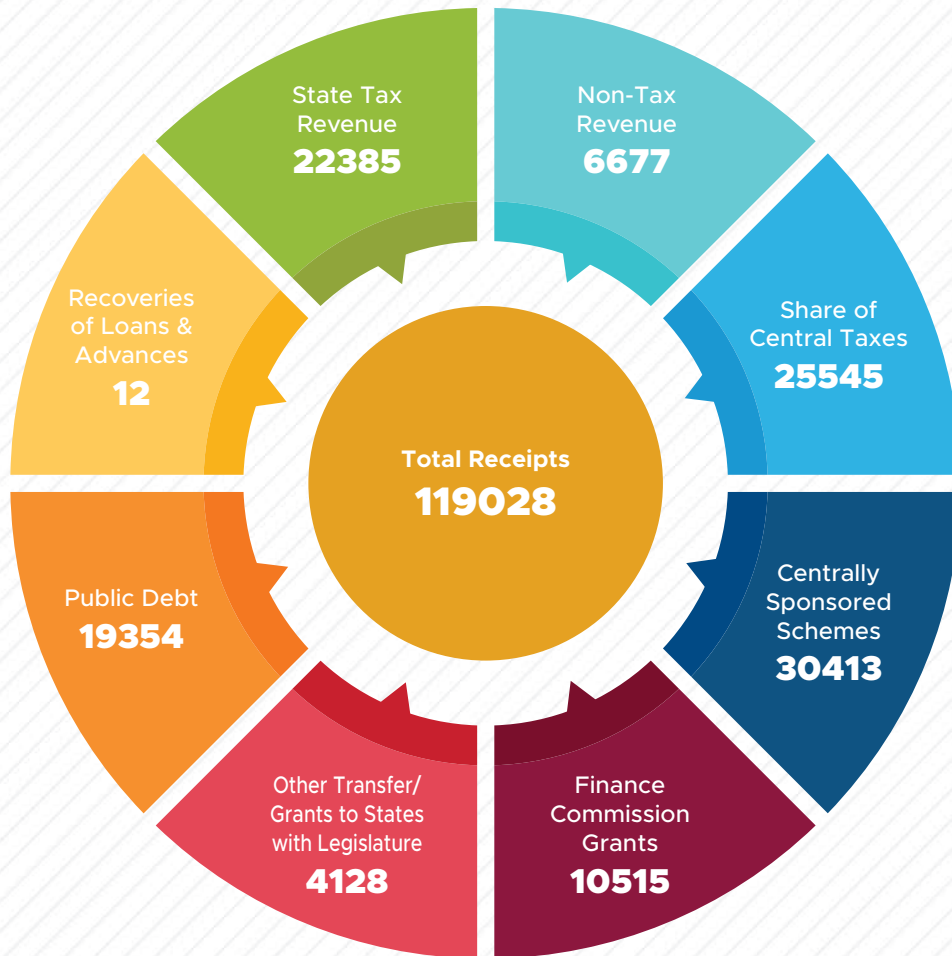 State Tax
Revenue
22385
Non-Tax
Revenue
6677
Share of
Central Taxes
25545
Centrally
Sponsored
Schemes
30413
Finance
Commission
Grants
10515
Other Transfer/
Grants to States
with Legislature
4128
Public Debt
19354
Recoveries
of Loans &
Advances
12
Total Receipts
119028